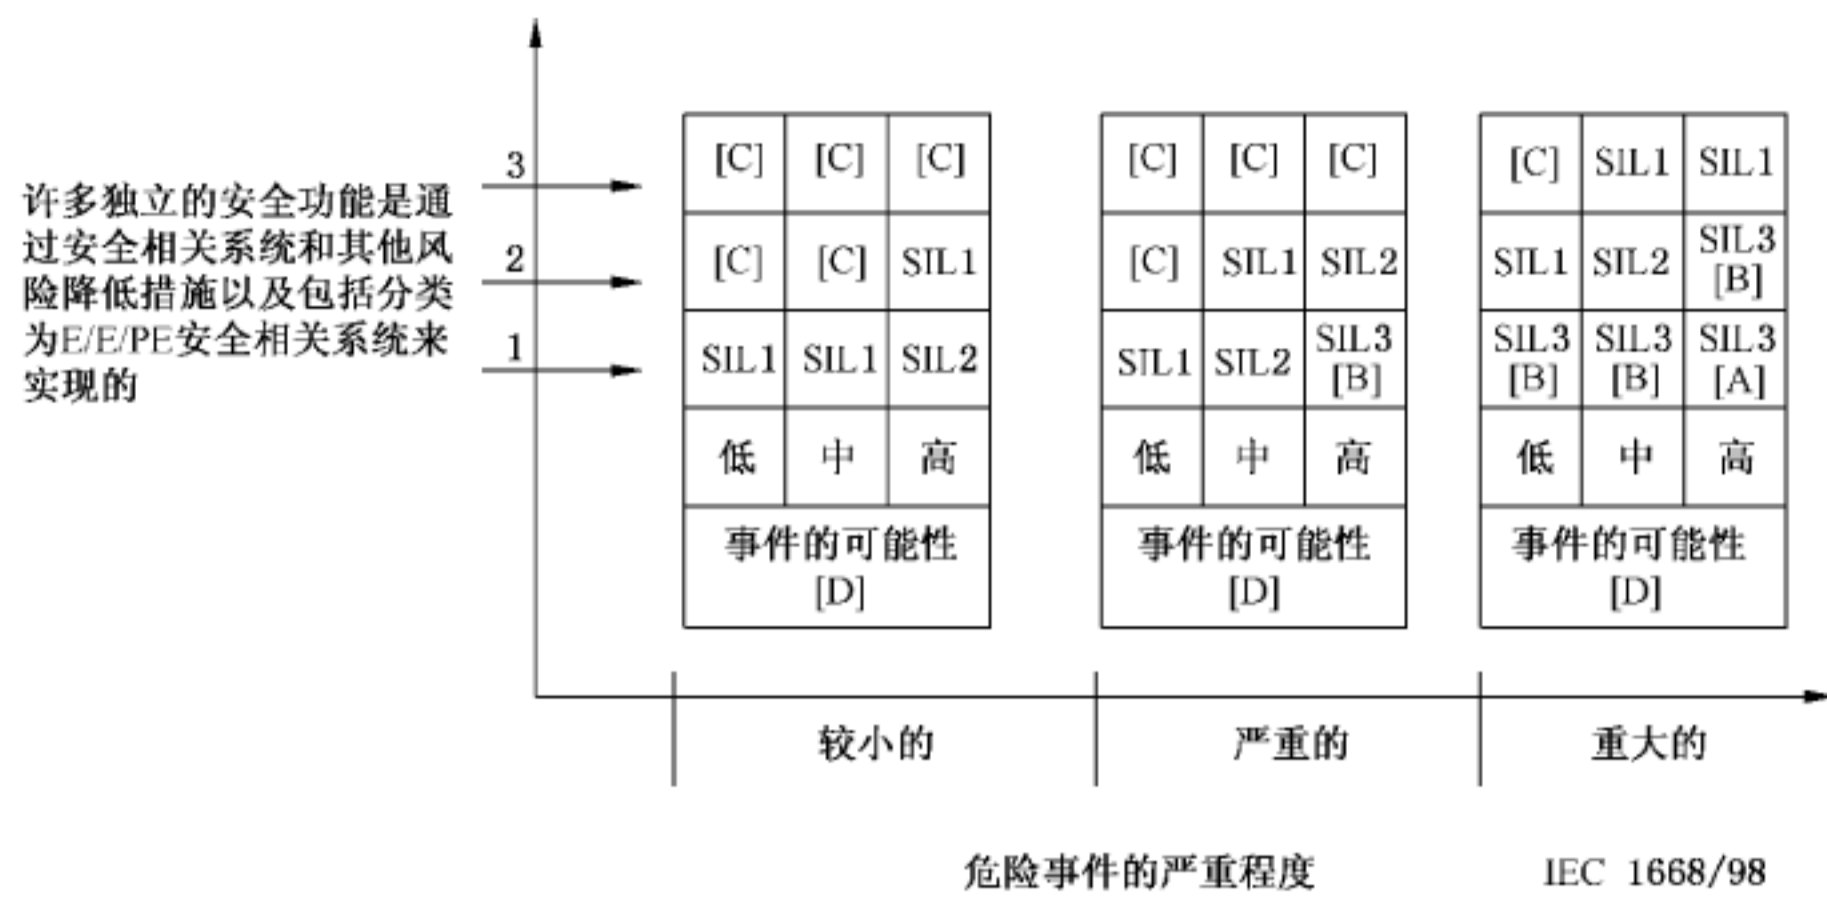 许多独立的安全功能是通
过安全相关系统和其他风
险降低措施以及包括分类
为E/E/PE安全相关系统来
实现的
3
2
1
[C] [C] [C]
[C] [C] SIL1
SIL1 SIL1 SIL2
低 中 高
事件的可能性
[D]
[C] [C] [C]
[C] SIL1 SIL2
SIL1 SIL2 SIL3
[B]
低 中 高
事件的可能性
[D]
[C] SIL1 SIL1
SIL1 SIL2 SIL3
[B]
SIL3 SIL3 SIL3
[B] [B] [A]
低 中 高
事件的可能性
[D]
较小的 严重的 重大的
危险事件的严重程度 IEC 1668/98